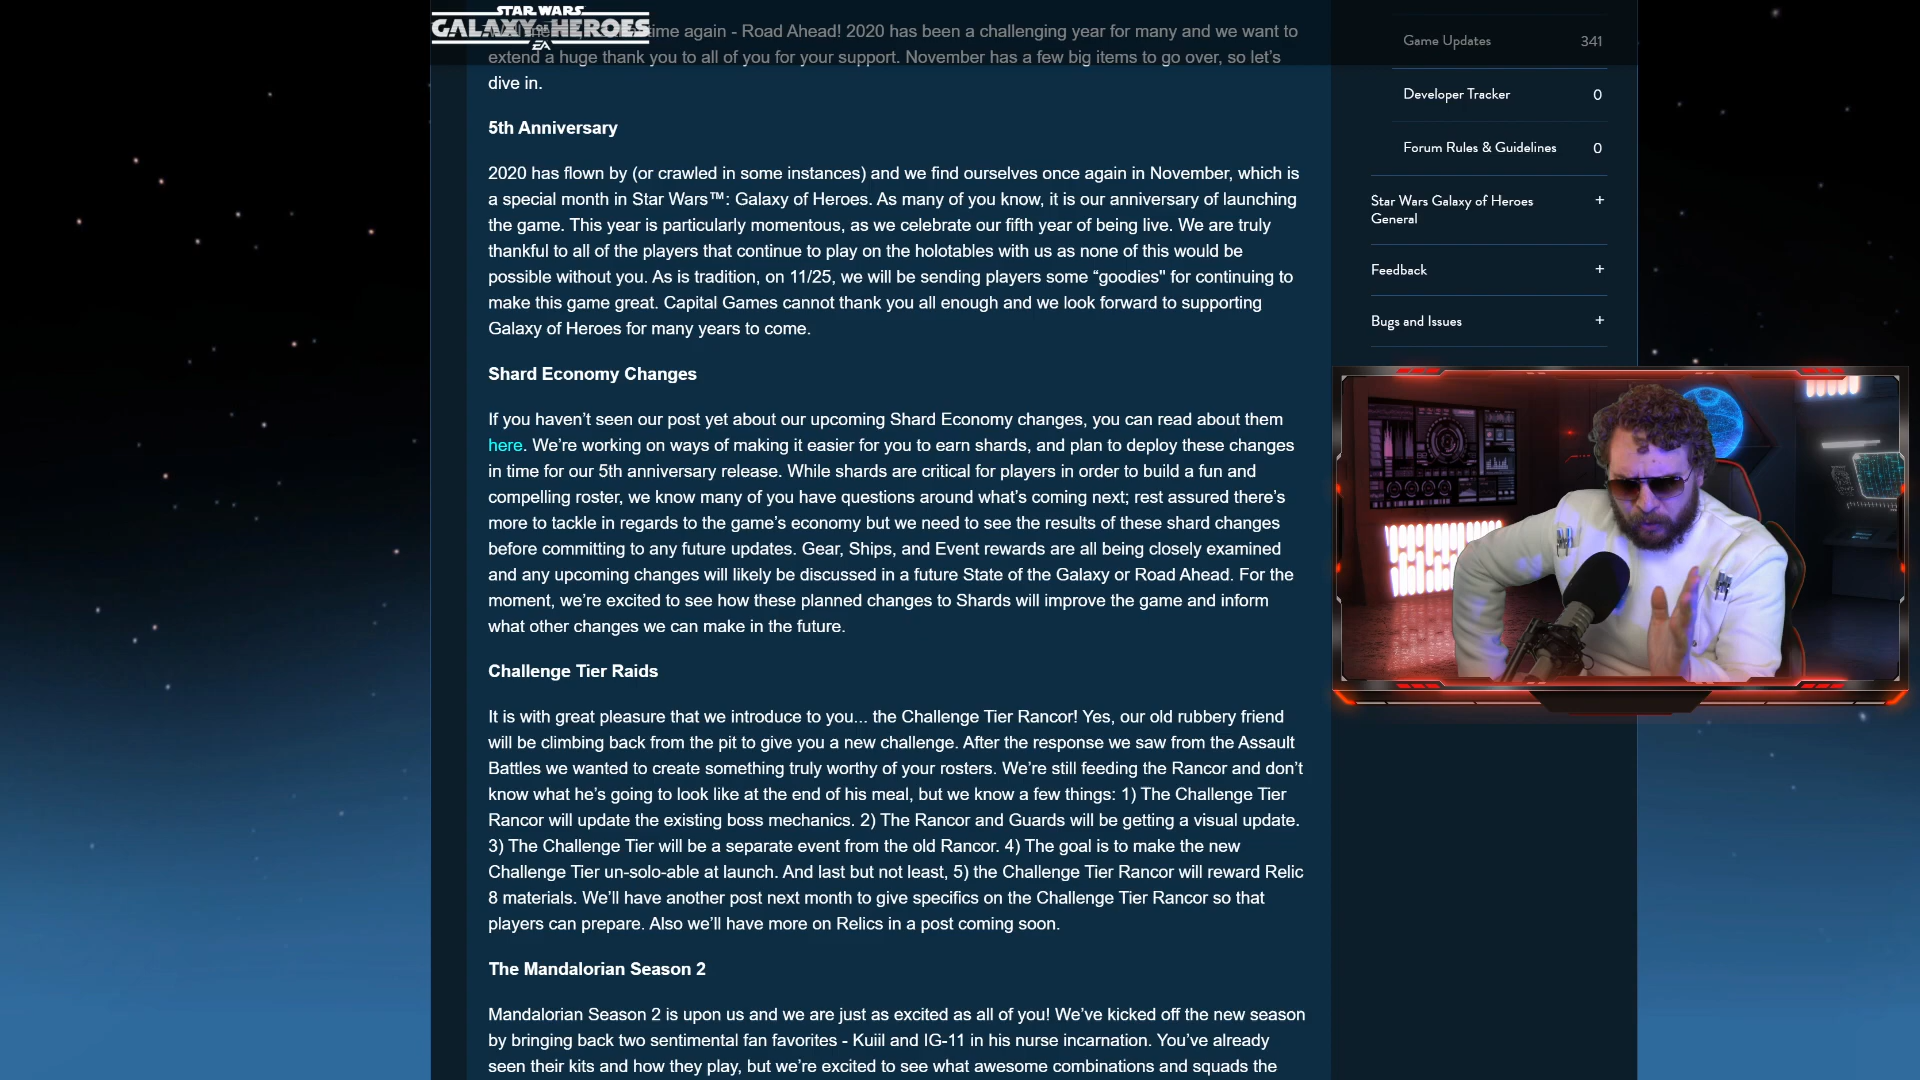 STAR WARS
GALAXY OF HEROES
EA
time again - Road Ahead! 2020 has been a challenging year for many and we want to
extend a huge thank you to all of you for your support. November has a few big items to go over, so let’s
dive in.
5th Anniversary
2020 has flown by (or crawled in some instances) and we find ourselves once again in November, which is
a special month in Star Wars™: Galaxy of Heroes. As many of you know, it is our anniversary of launching
the game. This year is particularly momentous, as we celebrate our fifth year of being live. We are truly
thankful to all of the players that continue to play on the holotables with us as none of this would be
possible without you. As is tradition, on 11/25, we will be sending players some “goodies" for continuing to
make this game great. Capital Games cannot thank you all enough and we look forward to supporting
Galaxy of Heroes for many years to come.
Shard Economy Changes
If you haven’t seen our post yet about our upcoming Shard Economy changes, you can read about them
here. We’re working on ways of making it easier for you to earn shards, and plan to deploy these changes
in time for our 5th anniversary release. While shards are critical for players in order to build a fun and
compelling roster, we know many of you have questions around what’s coming next; rest assured there’s
more to tackle in regards to the game’s economy but we need to see the results of these shard changes
before committing to any future updates. Gear, Ships, and Event rewards are all being closely examined
and any upcoming changes will likely be discussed in a future State of the Galaxy or Road Ahead. For the
moment, we’re excited to see how these planned changes to Shards will improve the game and inform
what other changes we can make in the future.
Challenge Tier Raids
It is with great pleasure that we introduce to you... the Challenge Tier Rancor! Yes, our old rubbery friend
will be climbing back from the pit to give you a new challenge. After the response we saw from the Assault
Battles we wanted to create something truly worthy of your rosters. We’re still feeding the Rancor and don’t
know what he’s going to look like at the end of his meal, but we know a few things: 1) The Challenge Tier
Rancor will update the existing boss mechanics. 2) The Rancor and Guards will be getting a visual update.
3) The Challenge Tier will be a separate event from the old Rancor. 4) The goal is to make the new
Challenge Tier un-solo-able at launch. And last but not least, 5) the Challenge Tier Rancor will reward Relic
8 materials. We’ll have another post next month to give specifics on the Challenge Tier Rancor so that
players can prepare. Also we’ll have more on Relics in a post coming soon.
The Mandalorian Season 2
Mandalorian Season 2 is upon us and we are just as excited as all of you! We’ve kicked off the new season
by bringing back two sentimental fan favorites - Kuiil and IG-11 in his nurse incarnation. You’ve already
seen their kits and how they play, but we’re excited to see what awesome combinations and squads the
Game Updates 341
Developer Tracker 0
Forum Rules & Guidelines 0
Star Wars Galaxy of Heroes +
General
Feedback +
Bugs and Issues +